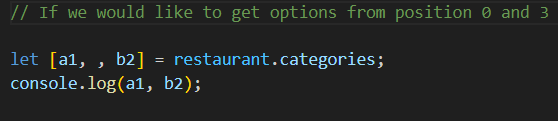 // If we would like to get options from position 0 and 3
let [a1, , b2] = restaurant.categories;
console.log(a1, b2);